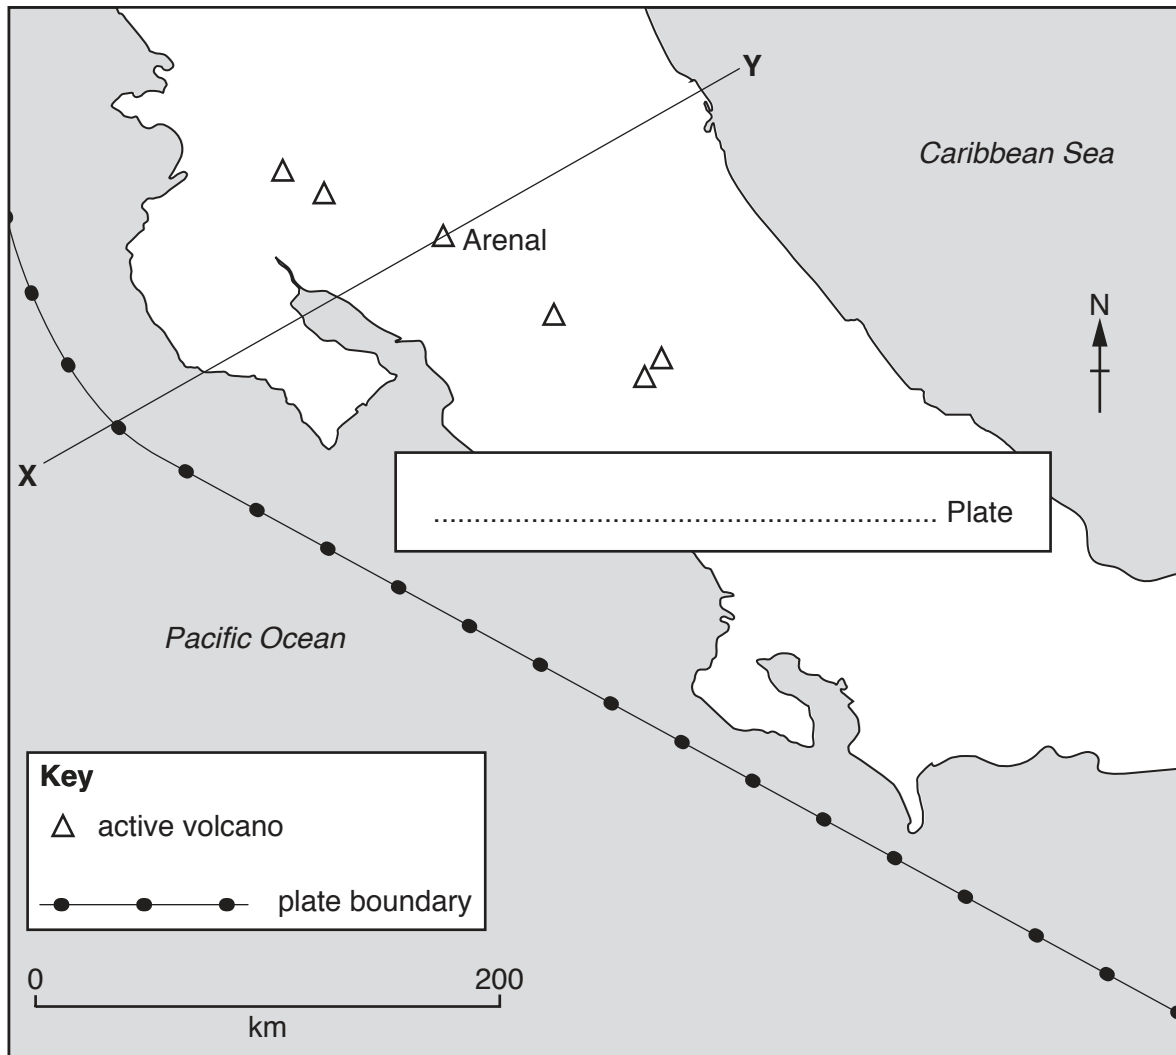 Y
Caribbean Sea
Arenal
N
X
.............................................................. Plate
Pacific Ocean
Key
active volcano
plate boundary
0 200
km